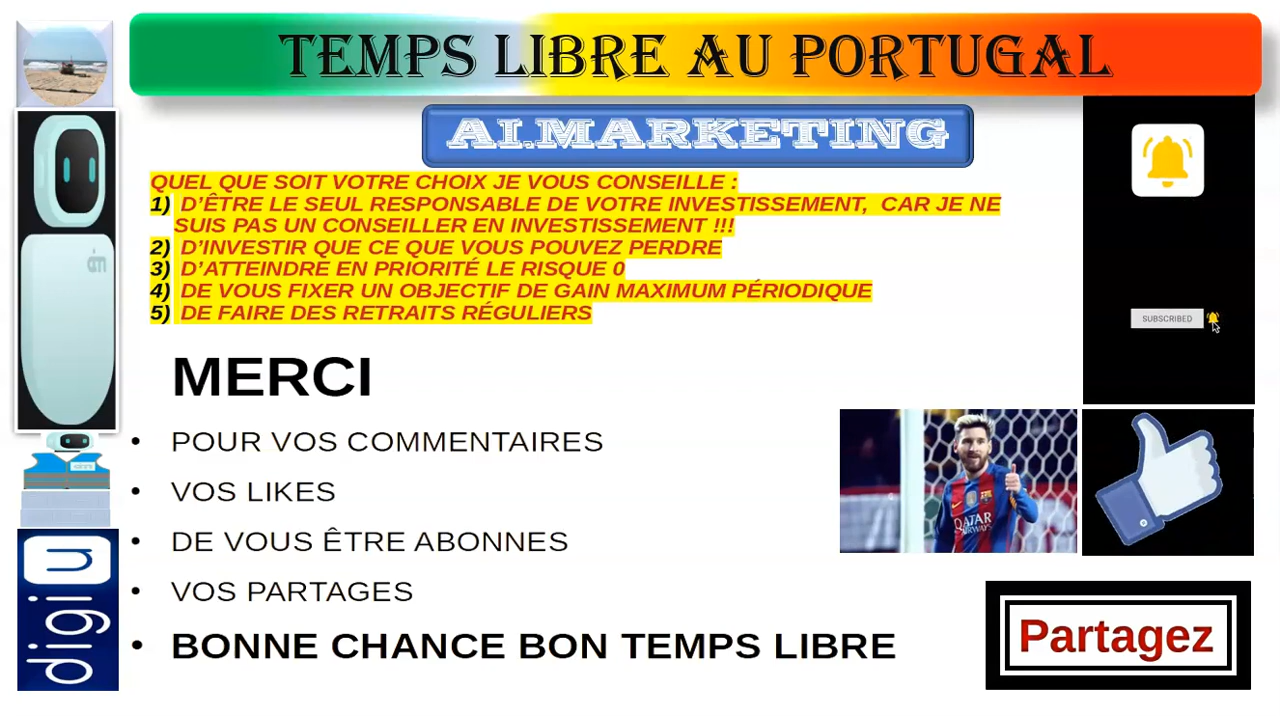 TEMPS LIBRE AU PORTUGAL
AI.MARKETING
QUEL QUE SOIT VOTRE CHOIX JE VOUS CONSEILLE :
1) D'ÊTRE LE SEUL RESPONSABLE DE VOTRE INVESTISSEMENT, CAR JE NE
SUIS PAS UN CONSEILLER EN INVESTISSEMENT !!!
2) D'INVESTIR QUE CE QUE VOUS POUVEZ PERDRE
3) D'ATTEINDRE EN PRIORITÉ LE RISQUE 0
4) DE VOUS FIXER UN OBJECTIF DE GAIN MAXIMUM PÉRIODIQUE
5) DE FAIRE DES RETRAITS RÉGULIERS
SUBSCRIBED
MERCI
• POUR VOS COMMENTAIRES
• VOS LIKES
• DE VOUS ÊTRE ABONNES
• VOS PARTAGES
• BONNE CHANCE BON TEMPS LIBRE
QATAR
AIRWAYS
Partagez
digi u